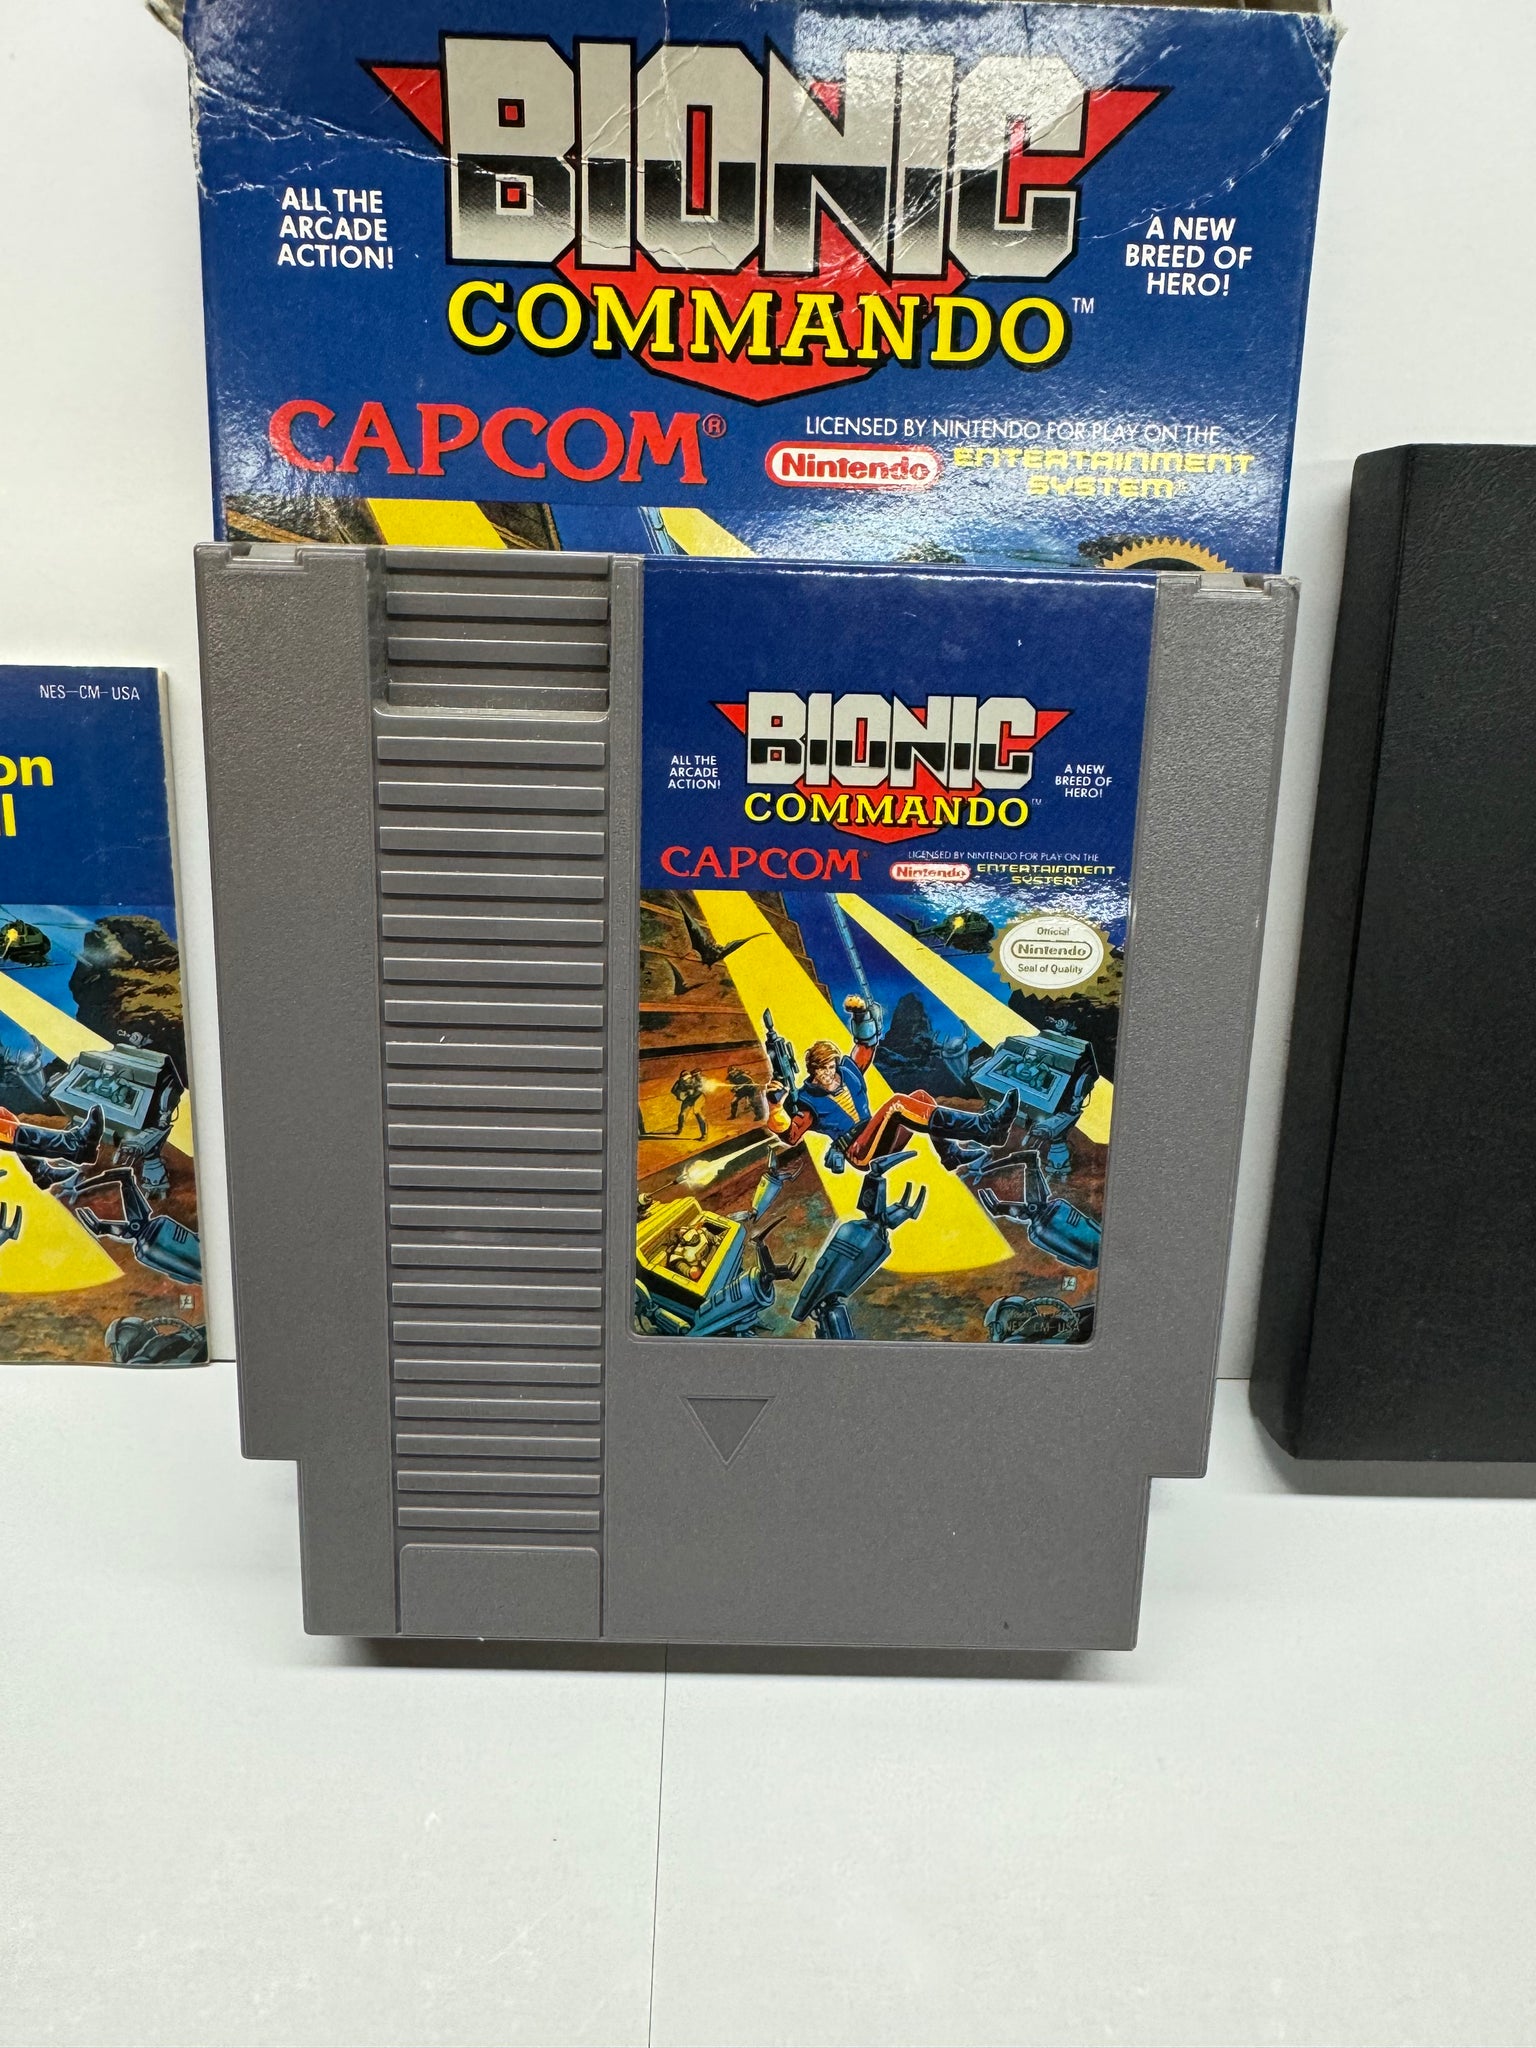 BIONIC
COMMANDO™
ALL THE
ARCADE
ACTION!
A NEW
BREED OF
HERO!
CAPCOM®
LICENSED BY NINTENDO FOR PLAY ON THE
Nintendo
ENTERTAINMENT
SYSTEM™
NES-CM-USA
on
l
BIONIC
COMMANDO™
ALL THE
ARCADE
ACTION!
A NEW
BREED OF
HERO!
CAPCOM®
LICENSED BY NINTENDO FOR PLAY ON THE
Nintendo
ENTERTAINMENT
SYSTEM™
Official
Nintendo
Seal of Quality
NES-CM-USA